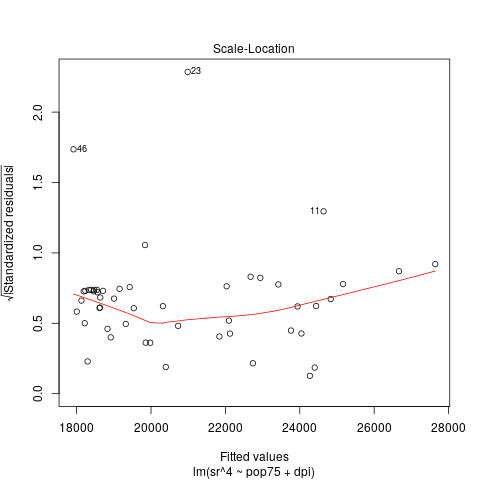 Scale-Location
√|Standardized residuals|
0.0 0.5 1.0 1.5 2.0
23
46
11
18000 20000 22000 24000 26000 28000
Fitted values
lm(sr^4 ~ pop75 + dpi)